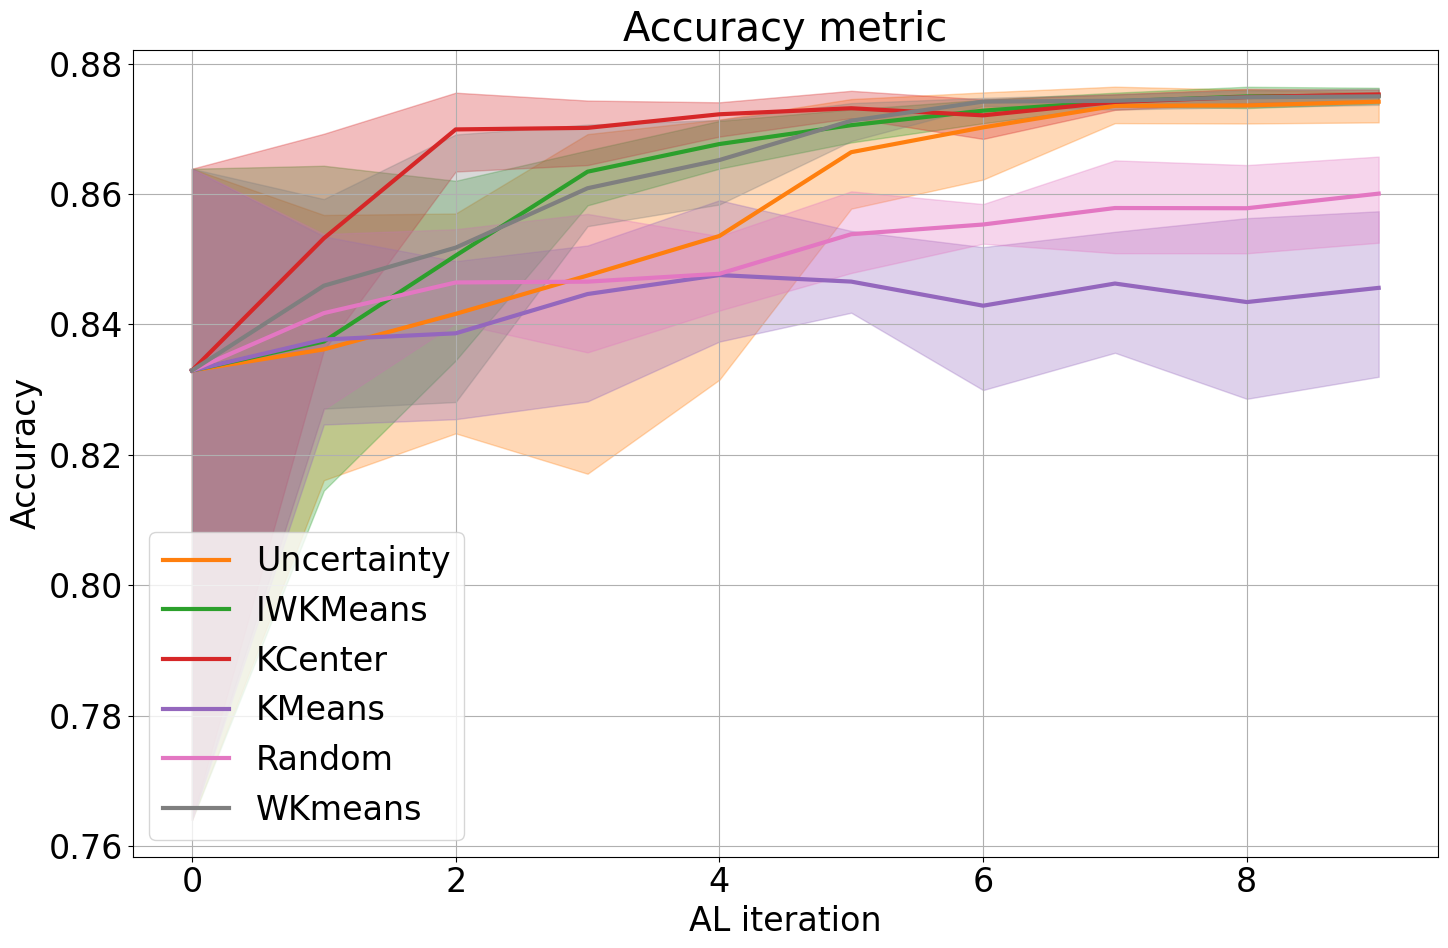 Accuracy metric
0.88
0.86
0.84
0.82
0.80
0.78
0.76
Accuracy
Uncertainty
IWKMeans
KCenter
KMeans
Random
WKmeans
0 2 4 6 8
AL iteration